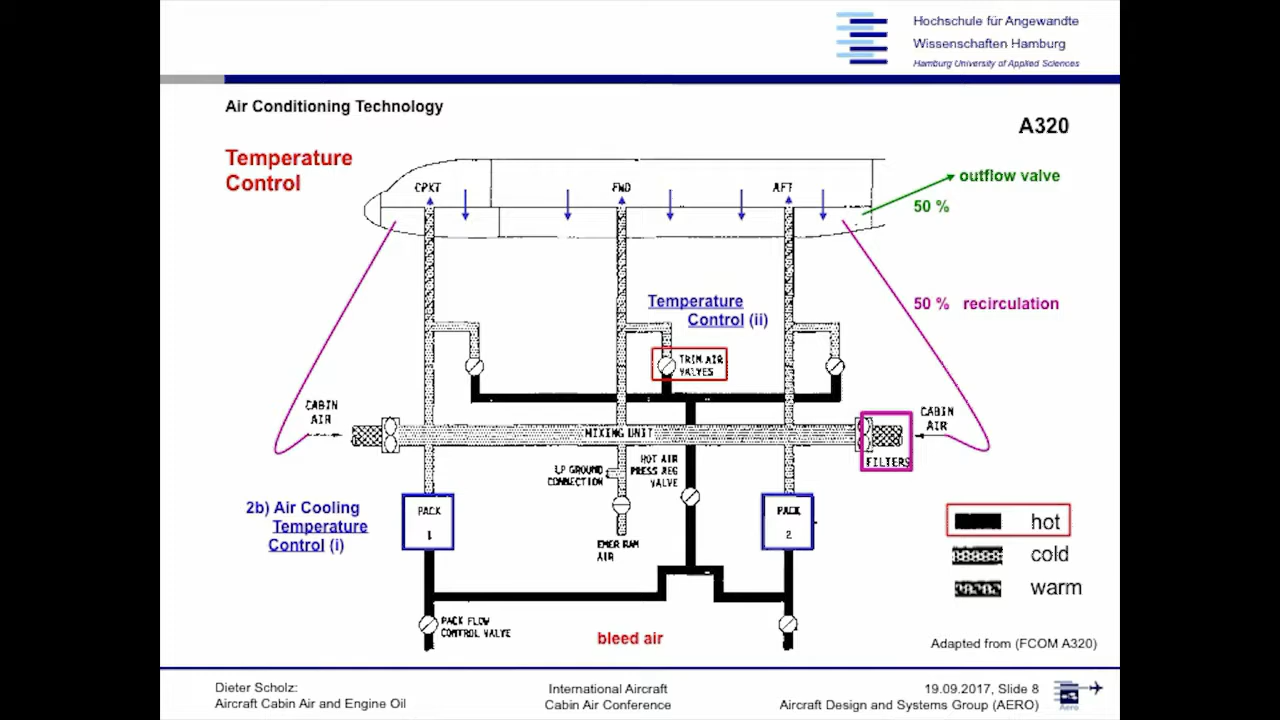 Hochschule für Angewandte
Wissenschaften Hamburg
Hamburg University of Applied Sciences
Air Conditioning Technology
A320
Temperature
Control
CPKT
FWD
AFT
outflow valve
50 %
Temperature
Control (ii)
50 % recirculation
TRIM AIR
VALVES
CABIN
AIR
CABIN
AIR
MIXING UNIT
FILTERS
LP GROUND
CONNECTION
HOT AIR
PRESS REG
VALVE
2b) Air Cooling
Temperature
Control (i)
PACK
1
PACK
2
EMER RAM
AIR
hot
cold
warm
PACK FLOW
CONTROL VALVE
bleed air
Adapted from (FCOM A320)
Dieter Scholz:
Aircraft Cabin Air and Engine Oil
International Aircraft
Cabin Air Conference
19.09.2017, Slide 8
Aircraft Design and Systems Group (AERO)
Aero